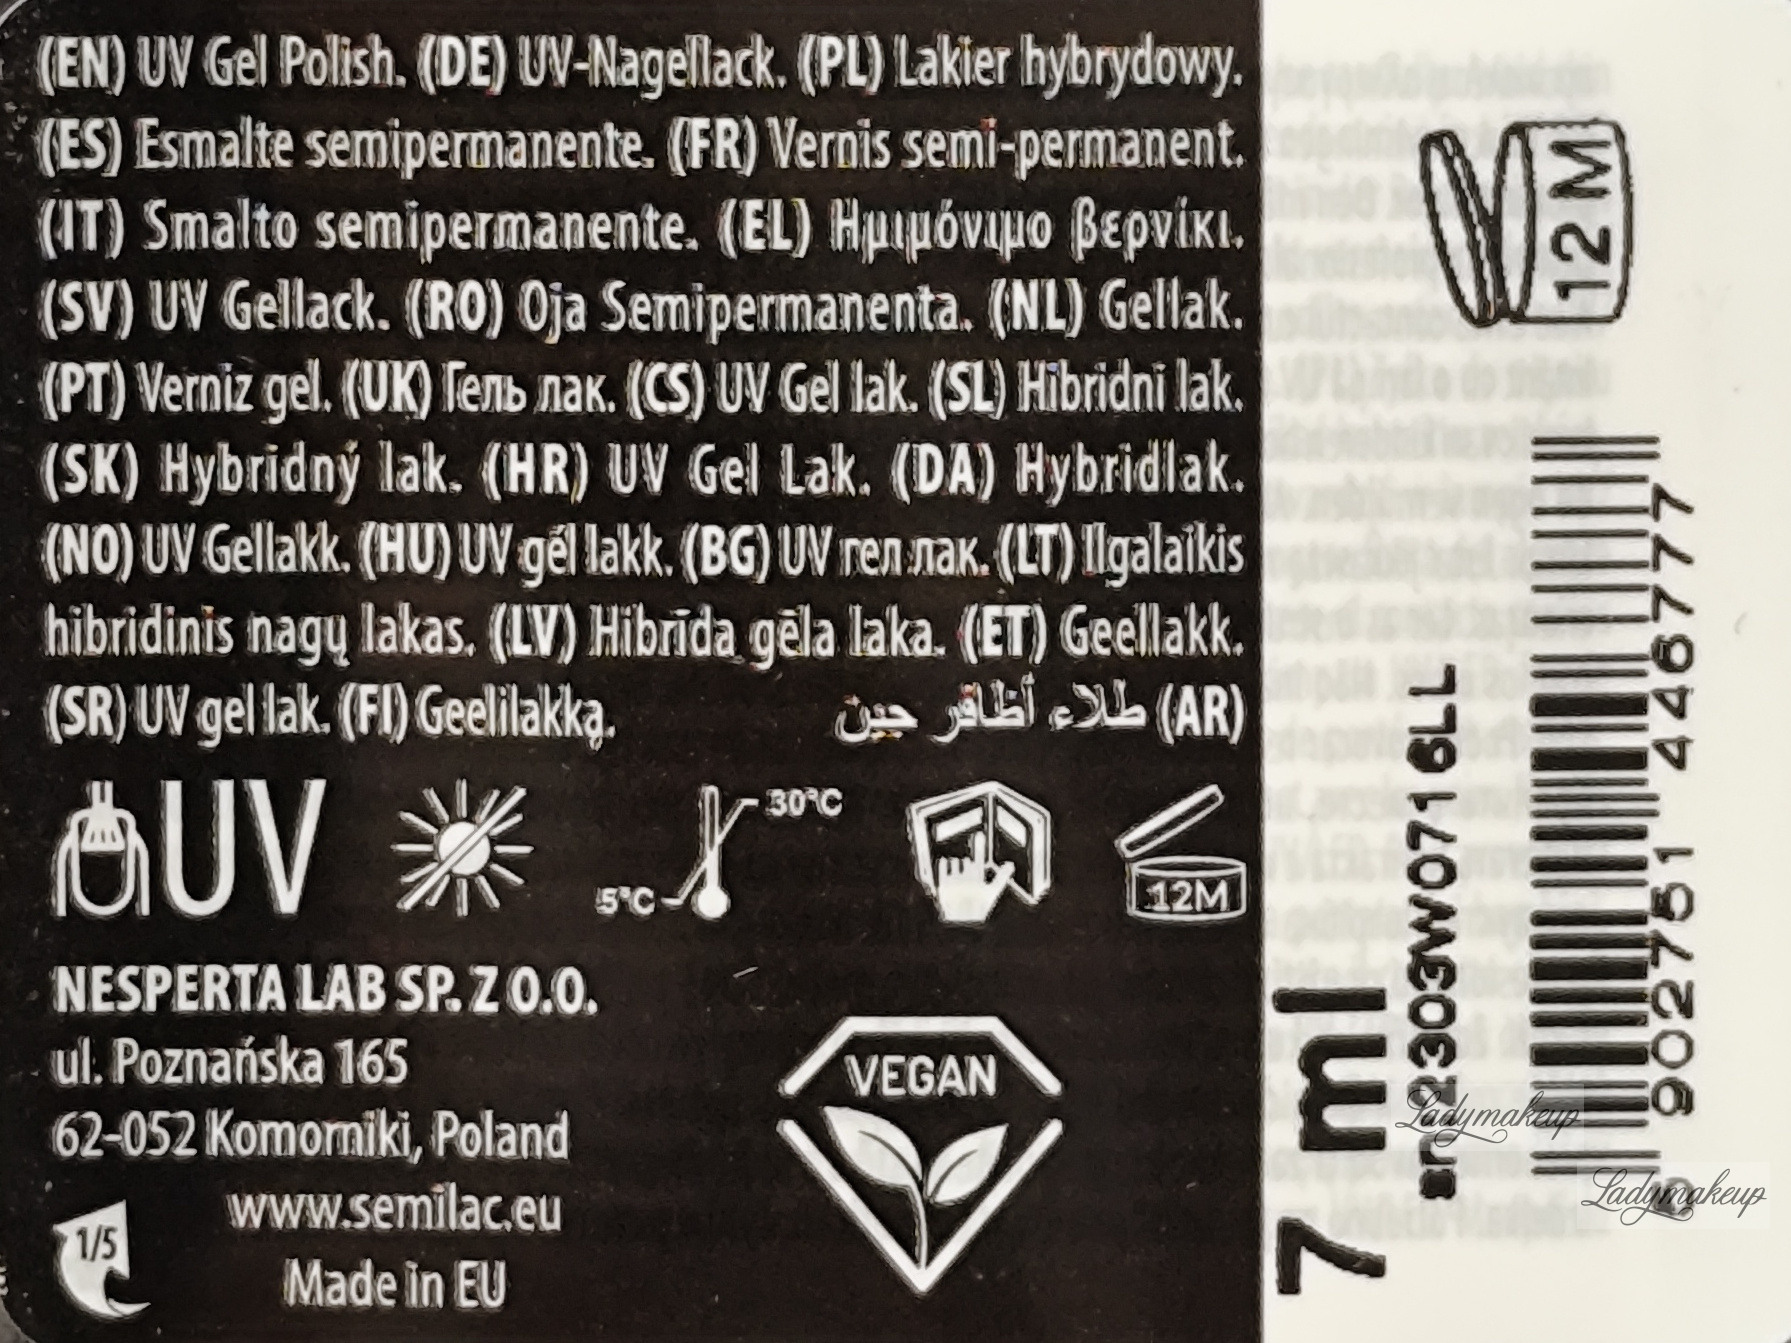 (EN) UV Gel Polish. (DE) UV-Nagellack. (PL) Lakier hybrydowy.
(ES) Esmalte semipermanente. (FR) Vernis semi-permanent.
(IT) Smalto semipermanente. (EL) Ημιμόνιμο βερνίκι.
(SV) UV Gellack. (RO) Oja Semipermanenta. (NL) Gellak.
(PT) Verniz gel. (UK) Гель лак. (CS) UV Gel lak. (SL) Hibridni lak.
(SK) Hybridný lak. (HR) UV Gel Lak. (DA) Hybridlak.
(NO) UV Gellakk. (HU) UV gél lakk. (BG) UV гел лак. (LT) Ilgalaikis
hibridinis nagų lakas. (LV) Hibrīda gēla laka. (ET) Geellakk.
(SR) UV gel lak. (FI) Geelilakka.
(AR) طلاء أظافر جين
UV
30°C
5°C
12M
NESPERTA LAB SP. Z O.O.
ul. Poznańska 165
62-052 Komorniki, Poland
www.semilac.eu
Made in EU
1/5
VEGAN
12M
7 ml
an2303W0716LL
5 902751 446777
Ladymakeup
Ladymakeup